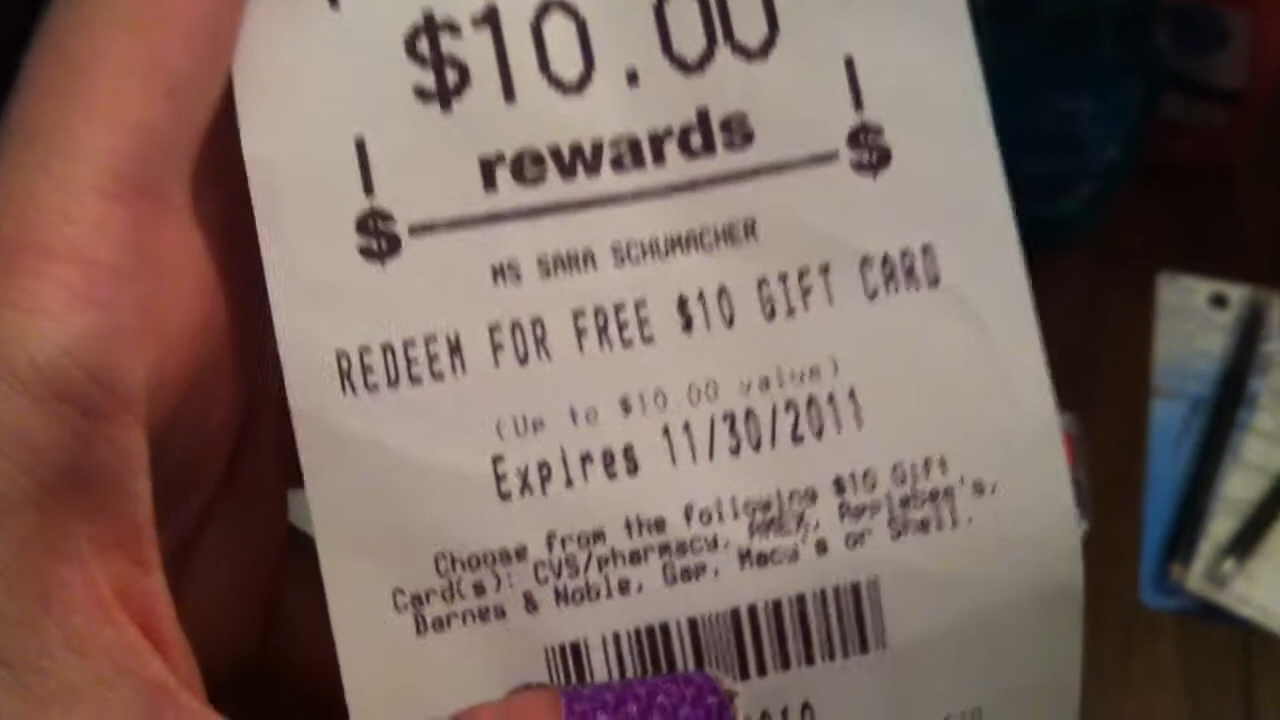 $10.00
rewards
$ $
MS SARA SCHUMACHER
REDEEM FOR FREE $10 GIFT CARD
(Up to $10.00 value)
Expires 11/30/2011
Choose from the following $10 Gift
Card(s): CVS/pharmacy, AMC, Applebee's,
Barnes & Noble, Gap, Macy's or Shell.